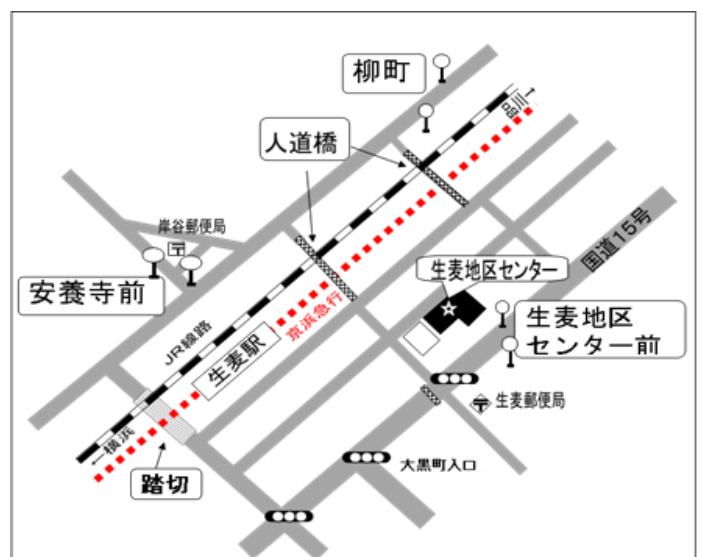 柳町
品川→
人道橋
岸谷郵便局
〒
国道15号
安養寺前
生麦地区センター
京浜急行
生麦地区
センター前
JR線路
生麦駅
〒
生麦郵便局
←横浜
踏切
大黒町入口